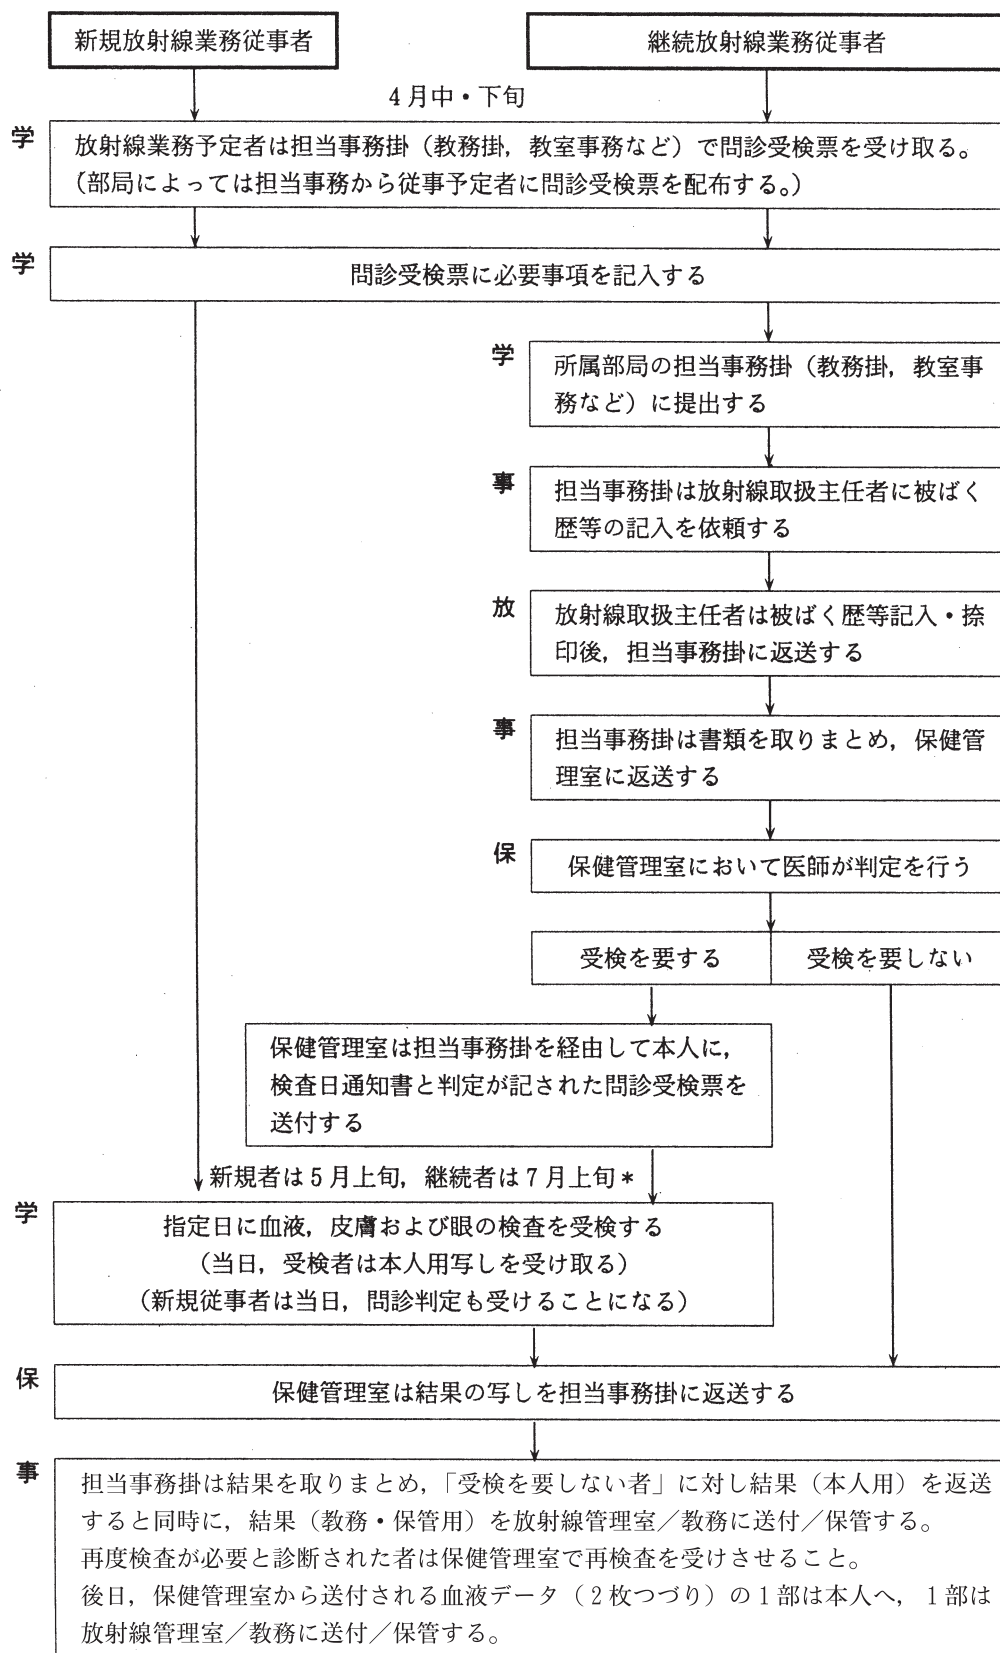 新規放射線業務従事者
継続放射線業務従事者
4月中・下旬
学
放射線業務予定者は担当事務掛（教務掛，教室事務など）で問診受検票を受け取る。
（部局によっては担当事務から従事予定者に問診受検票を配布する。）
学
問診受検票に必要事項を記入する
学
所属部局の担当事務掛（教務掛，教室事
務など）に提出する
事
担当事務掛は放射線取扱主任者に被ばく
歴等の記入を依頼する
放
放射線取扱主任者は被ばく歴等記入・捺
印後，担当事務掛に返送する
事
担当事務掛は書類を取りまとめ，保健管
理室に返送する
保
保健管理室において医師が判定を行う
受検を要する
受検を要しない
保健管理室は担当事務掛を経由して本人に，
検査日通知書と判定が記された問診受検票を
送付する
新規者は5月上旬，継続者は7月上旬＊
学
指定日に血液，皮膚および眼の検査を受検する
（当日，受検者は本人用写しを受け取る）
（新規従事者は当日，問診判定も受けることになる）
保
保健管理室は結果の写しを担当事務掛に返送する
事
担当事務掛は結果を取りまとめ，「受検を要しない者」に対し結果（本人用）を返送
すると同時に，結果（教務・保管用）を放射線管理室／教務に送付／保管する。
再度検査が必要と診断された者は保健管理室で再検査を受けさせること。
後日，保健管理室から送付される血液データ（2枚つづり）の1部は本人へ，1部は
放射線管理室／教務に送付／保管する。